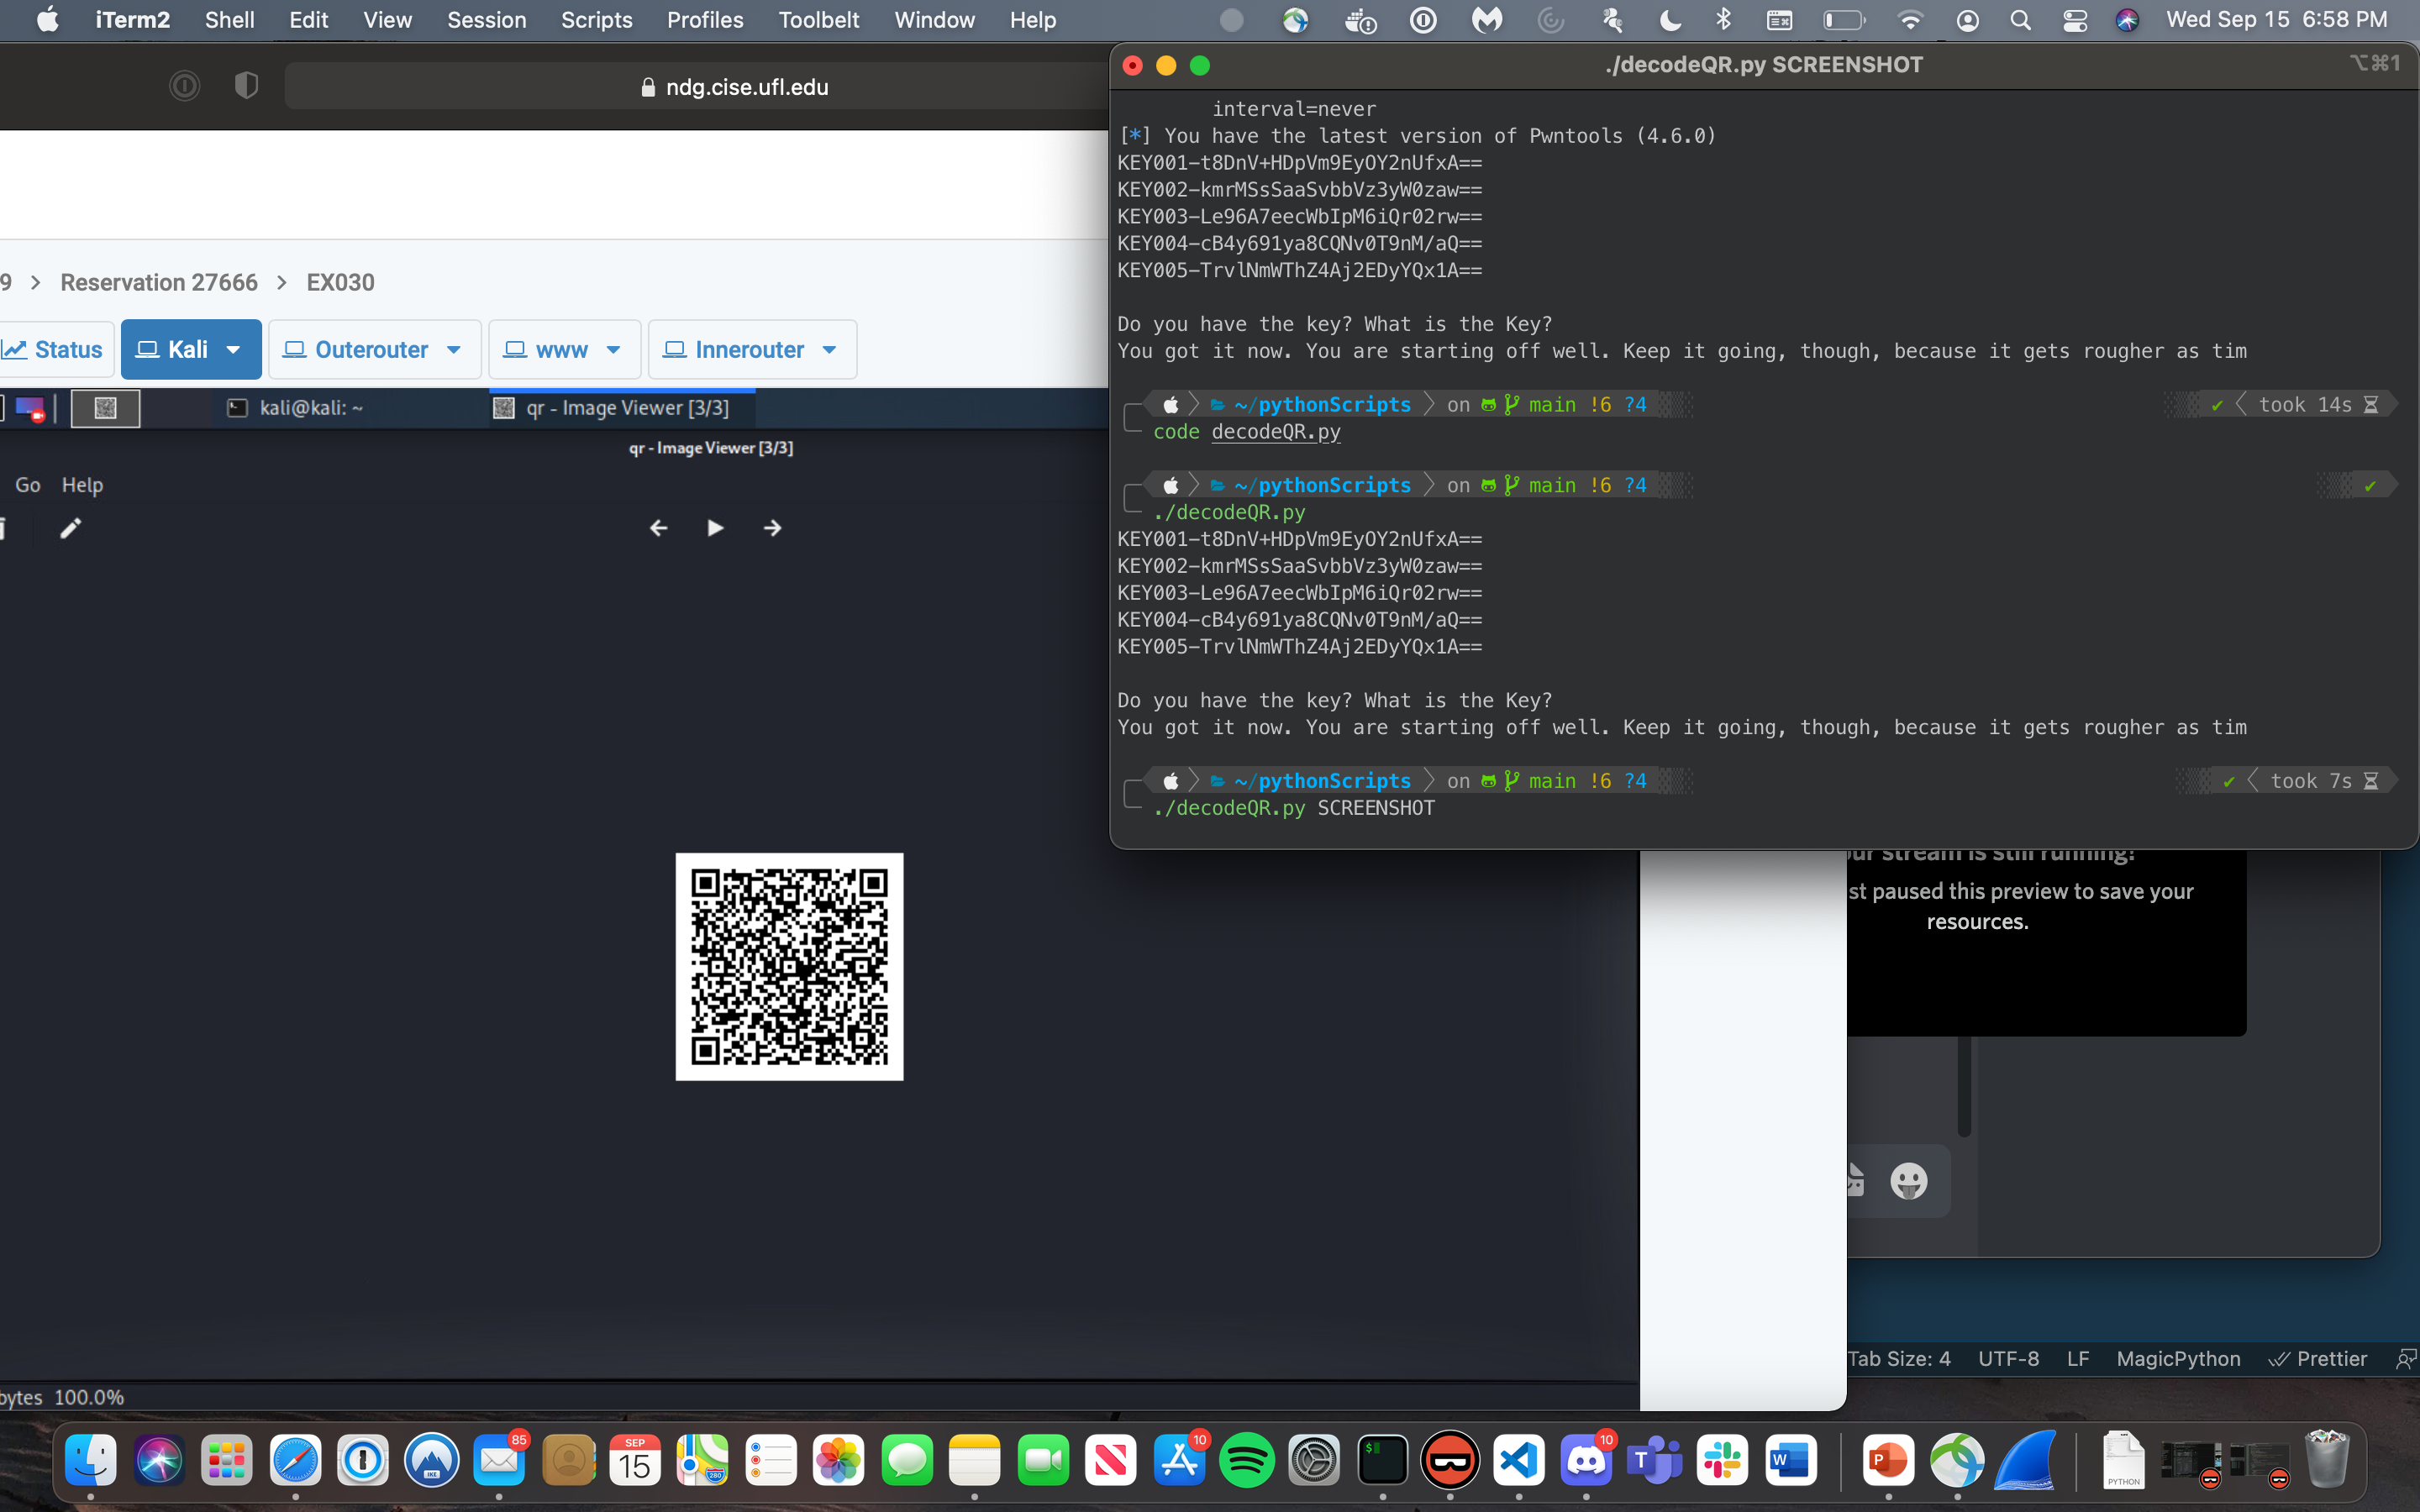 iTerm2 Shell Edit View Session Scripts Profiles Toolbelt Window Help Wed Sep 15 6:58 PM
ndg.cise.ufl.edu
9 > Reservation 27666 > EX030
Status Kali Outerouter www Innerouter
kali@kali: ~ qr - Image Viewer [3/3]
qr - Image Viewer [3/3]
Go Help
bytes 100.0%
./decodeQR.py SCREENSHOT ⌥⌘1
interval=never
[*] You have the latest version of Pwntools (4.6.0)
KEY001-t8DnV+HDpVm9EyOY2nUfxA==
KEY002-kmrMSsSaaSvbbVz3yW0zaw==
KEY003-Le96A7eecWbIpM6iQr02rw==
KEY004-cB4y691ya8CQNv0T9nM/aQ==
KEY005-TrvlNmWThZ4Aj2EDyYQx1A==
Do you have the key? What is the Key?
You got it now. You are starting off well. Keep it going, though, because it gets rougher as tim
~/pythonScripts on main !6 ?4 ✔ took 14s
code decodeQR.py
~/pythonScripts on main !6 ?4 ✔
./decodeQR.py
KEY001-t8DnV+HDpVm9EyOY2nUfxA==
KEY002-kmrMSsSaaSvbbVz3yW0zaw==
KEY003-Le96A7eecWbIpM6iQr02rw==
KEY004-cB4y691ya8CQNv0T9nM/aQ==
KEY005-TrvlNmWThZ4Aj2EDyYQx1A==
Do you have the key? What is the Key?
You got it now. You are starting off well. Keep it going, though, because it gets rougher as tim
~/pythonScripts on main !6 ?4 ✔ took 7s
./decodeQR.py SCREENSHOT
stream is still running!
st paused this preview to save your
resources.
Tab Size: 4 UTF-8 LF MagicPython Prettier
85 SEP 15 280 10 10
PYTHON